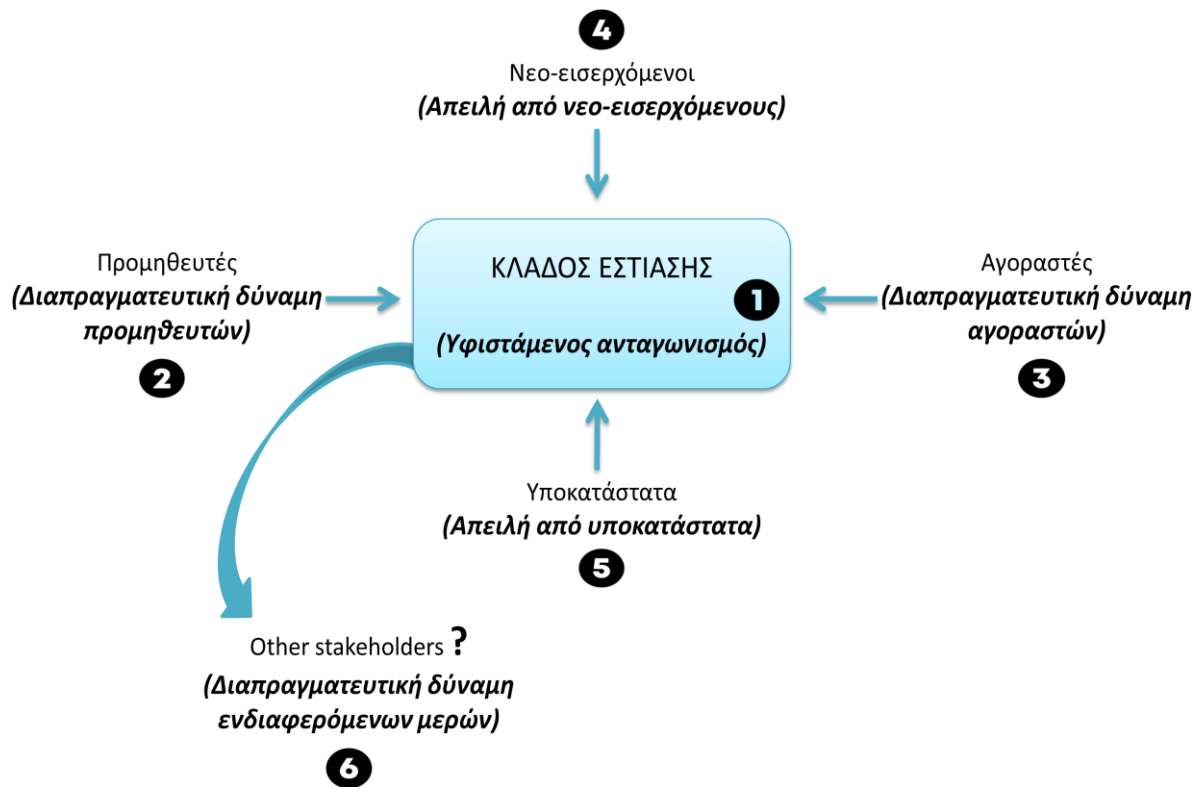 4
Νεο-εισερχόμενοι
(Απειλή από νεο-εισερχόμενους)
Προμηθευτές
(Διαπραγματευτική δύναμη
προμηθευτών)
2
ΚΛΑΔΟΣ ΕΣΤΙΑΣΗΣ
1
(Υφιστάμενος ανταγωνισμός)
Αγοραστές
(Διαπραγματευτική δύναμη
αγοραστών)
3
Υποκατάστατα
(Απειλή από υποκατάστατα)
5
Other stakeholders ?
(Διαπραγματευτική δύναμη
ενδιαφερόμενων μερών)
6